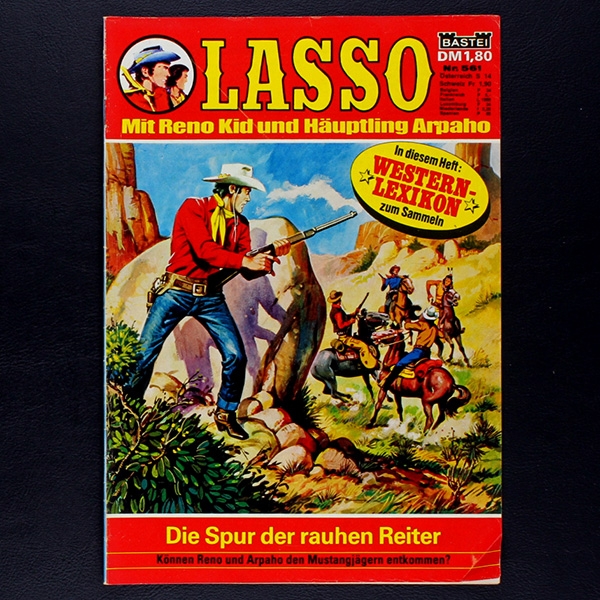 LASSO
BASTEI
DM 1,80
Mit Reno Kid und Häuptling Arpaho
In diesem Heft:
WESTERN-
LEXIKON
zum Sammeln
Die Spur der rauhen Reiter
Können Reno und Arpaho den Mustangjägern entkommen?